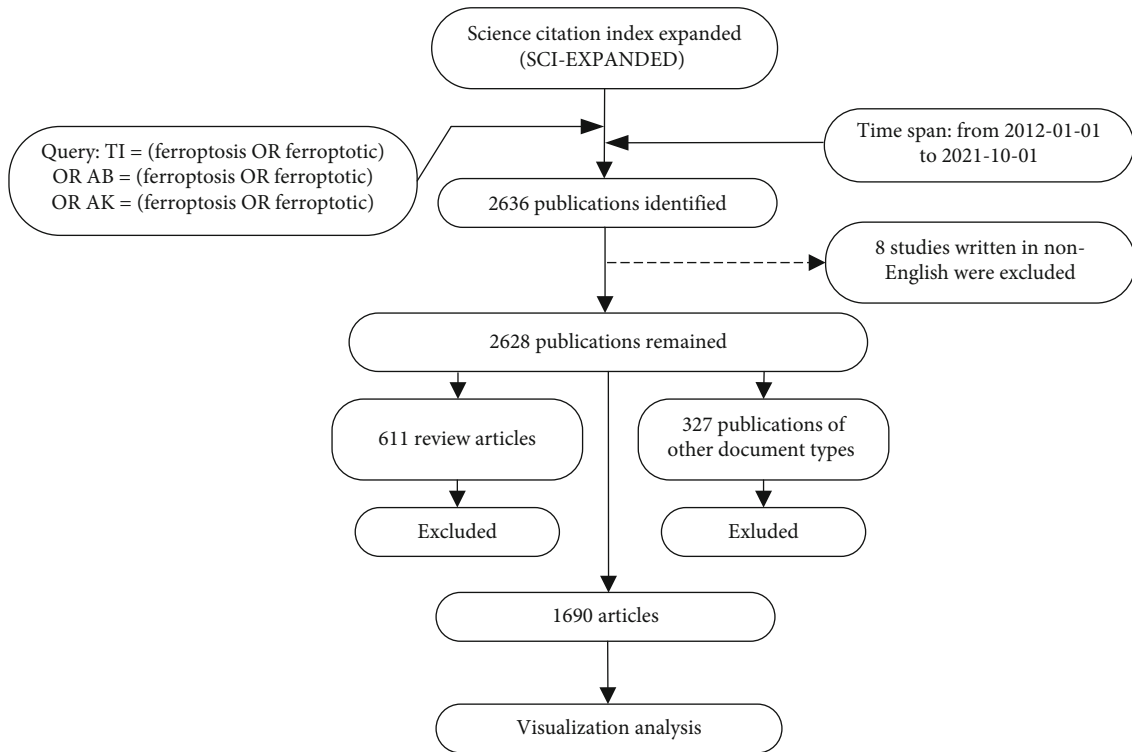 Science citation index expanded
(SCI-EXPANDED)
Query: TI = (ferroptosis OR ferroptotic)
OR AB = (ferroptosis OR ferroptotic)
OR AK = (ferroptosis OR ferroptotic)
Time span: from 2012-01-01
to 2021-10-01
2636 publications identified
8 studies written in non-
English were excluded
2628 publications remained
611 review articles
327 publications of
other document types
Excluded
Exluded
1690 articles
Visualization analysis